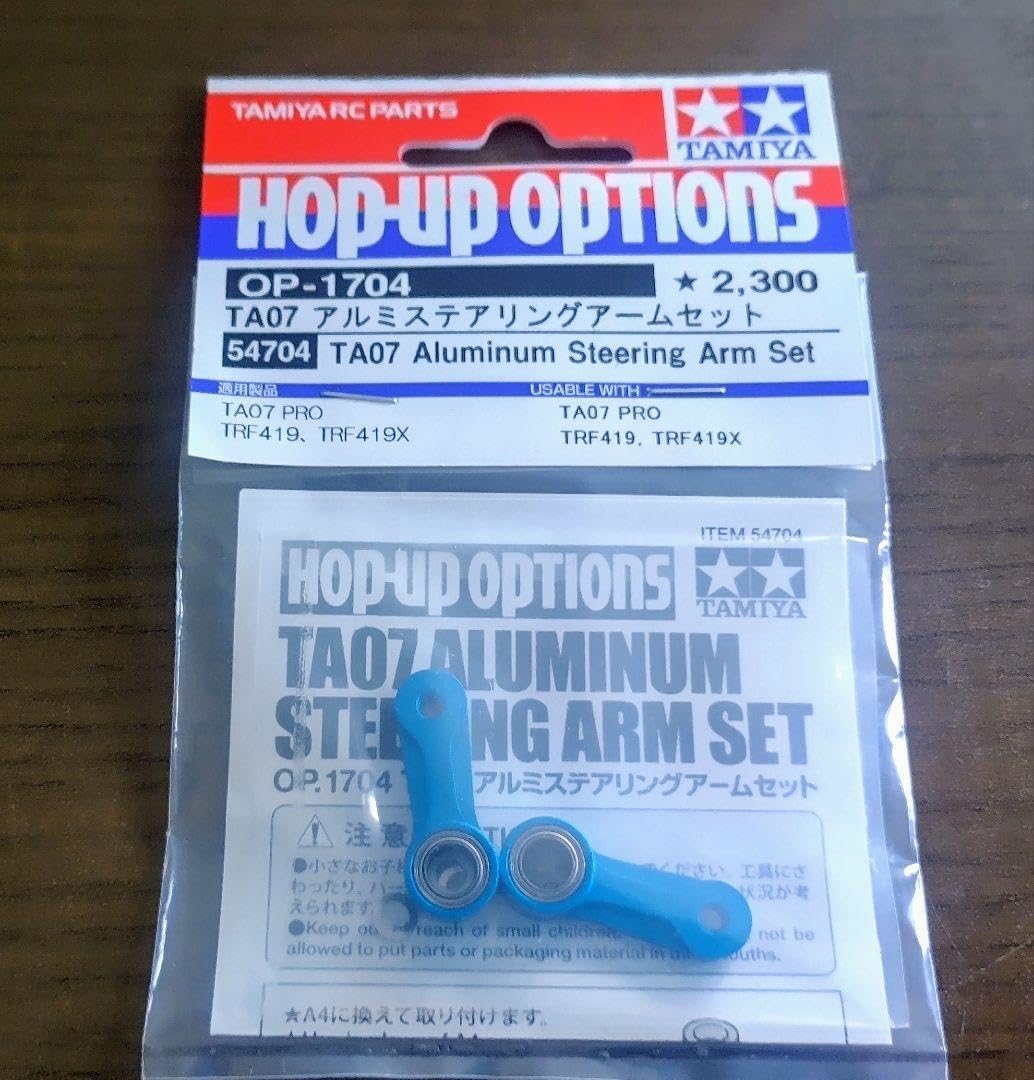 TAMIYA RC PARTS
TAMIYA
HOP-UP OPTIONS
OP-1704 ★ 2,300
TA07 アルミステアリングアームセット
54704 TA07 Aluminum Steering Arm Set
適用製品 USABLE WITH
TA07 PRO TA07 PRO
TRF419、TRF419X TRF419, TRF419X
ITEM 54704
HOP-UP OPTIONS TAMIYA
TA07 ALUMINUM
STEERING ARM SET
OP.1704 アルミステアリングアームセット
注意
●小さなお子様 ください。工具にさ
わったり、パー 状況が考
えられます
●Keep out reach of small children not be
allowed to put parts or packaging material in mouths.
★A4に換えて取り付けます。